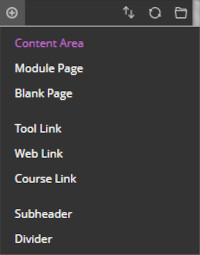 Content Area
Module Page
Blank Page
Tool Link
Web Link
Course Link
Subheader
Divider